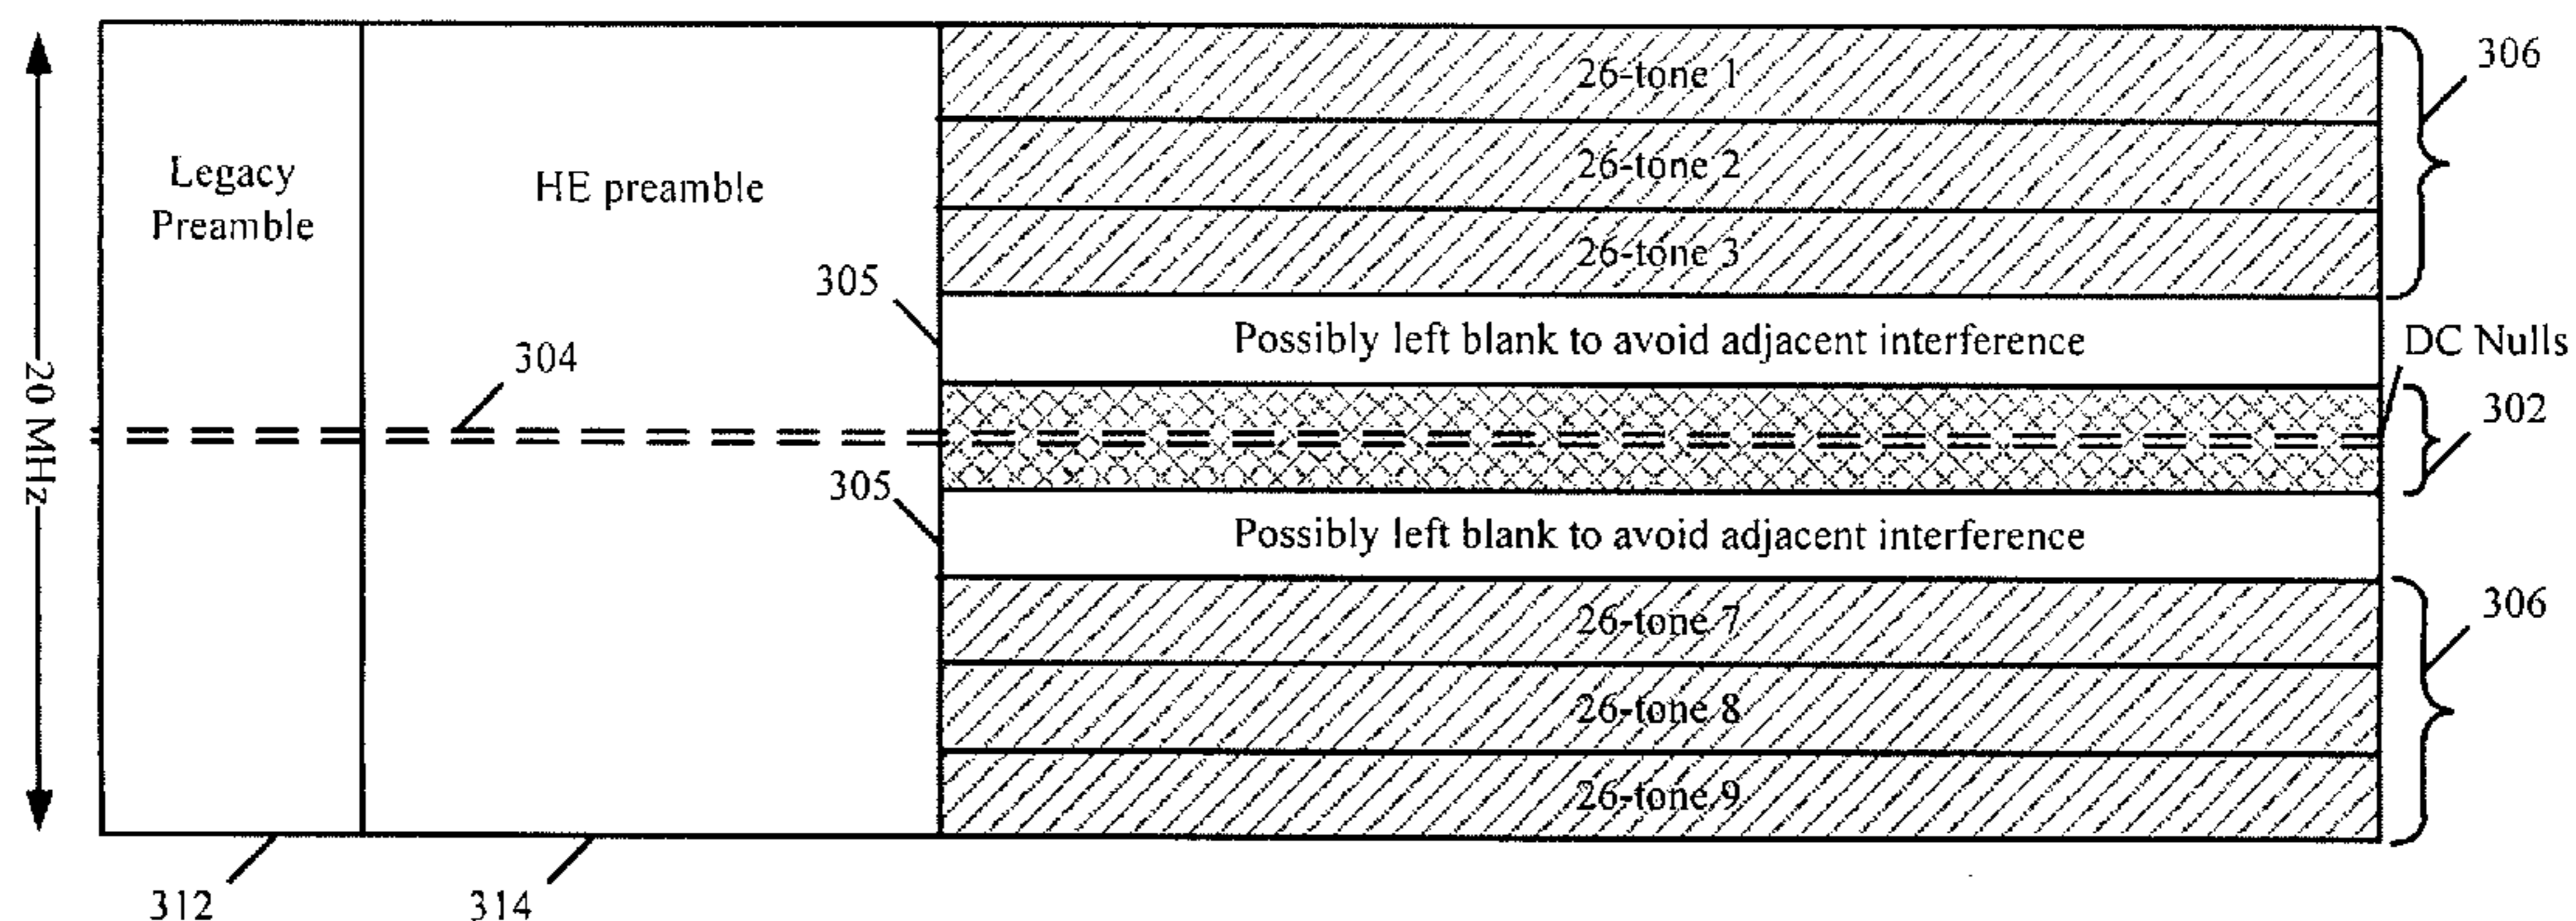 26-tone 1
306
26-tone 2
Legacy
Preamble
HE preamble
26-tone 3
305
Possibly left blank to avoid adjacent interference
DC Nulls
304
20 MHz
302
305
Possibly left blank to avoid adjacent interference
26-tone 7
306
26-tone 8
26-tone 9
312
314